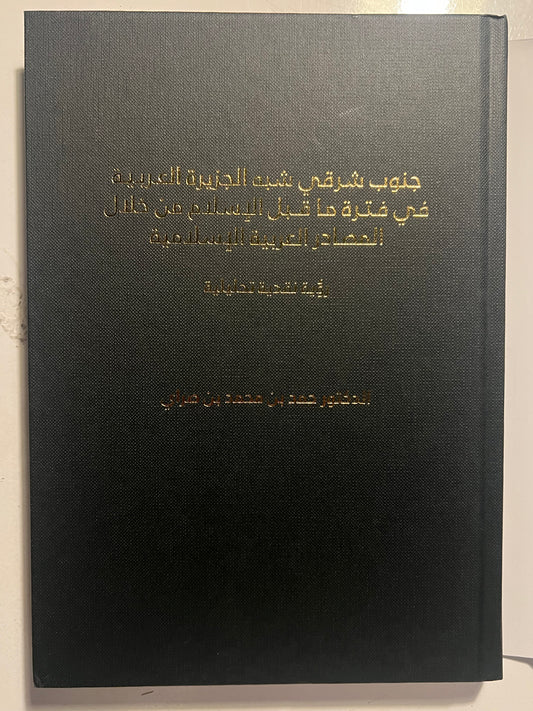 جنوب شرقي شبه الجزيرة العربية
في فترة ما قبل الإسلام من خلال
المصادر العربية الإسلامية
رؤية نقدية تحليلية
الدكتور حمد بن محمد بن صراي